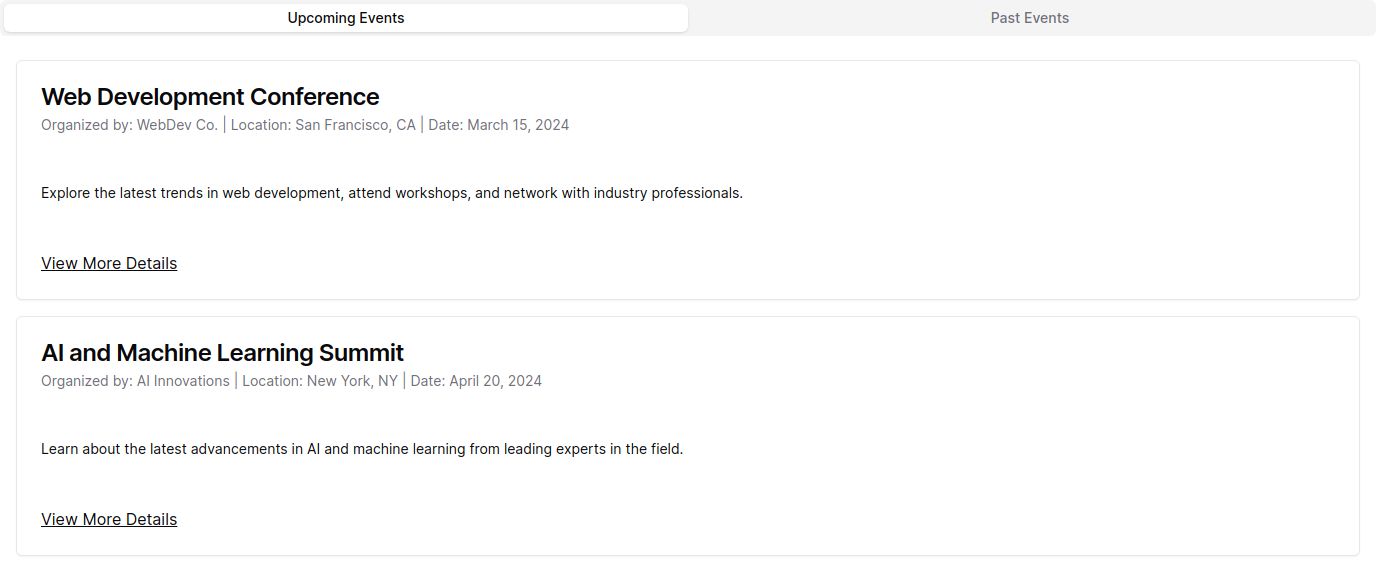 Upcoming Events
Past Events
Web Development Conference
Organized by: WebDev Co. | Location: San Francisco, CA | Date: March 15, 2024
Explore the latest trends in web development, attend workshops, and network with industry professionals.
View More Details
AI and Machine Learning Summit
Organized by: AI Innovations | Location: New York, NY | Date: April 20, 2024
Learn about the latest advancements in AI and machine learning from leading experts in the field.
View More Details